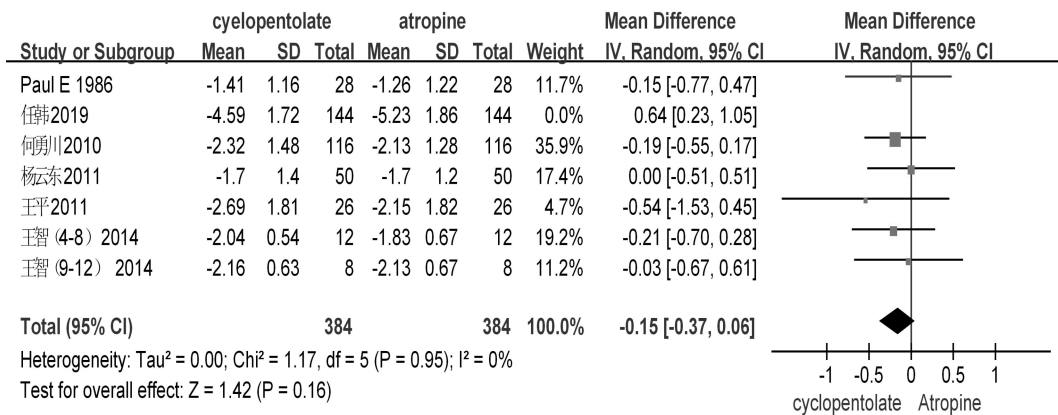 cyelopentolate atropine Mean Difference Mean Difference
Study or Subgroup Mean SD Total Mean SD Total Weight IV, Random, 95% CI IV, Random, 95% CI
Paul E 1986 -1.41 1.16 28 -1.26 1.22 28 11.7% -0.15 [-0.77, 0.47]
任韩2019 -4.59 1.72 144 -5.23 1.86 144 0.0% 0.64 [0.23, 1.05]
何勇川2010 -2.32 1.48 116 -2.13 1.28 116 35.9% -0.19 [-0.55, 0.17]
杨云东2011 -1.7 1.4 50 -1.7 1.2 50 17.4% 0.00 [-0.51, 0.51]
王平2011 -2.69 1.81 26 -2.15 1.82 26 4.7% -0.54 [-1.53, 0.45]
王智 (4-8) 2014 -2.04 0.54 12 -1.83 0.67 12 19.2% -0.21 [-0.70, 0.28]
王智 (9-12) 2014 -2.16 0.63 8 -2.13 0.67 8 11.2% -0.03 [-0.67, 0.61]
Total (95% CI) 384 384 100.0% -0.15 [-0.37, 0.06]
Heterogeneity: Tau² = 0.00; Chi² = 1.17, df = 5 (P = 0.95); I² = 0%
Test for overall effect: Z = 1.42 (P = 0.16)
-1 -0.5 0 0.5 1
cyclopentolate Atropine